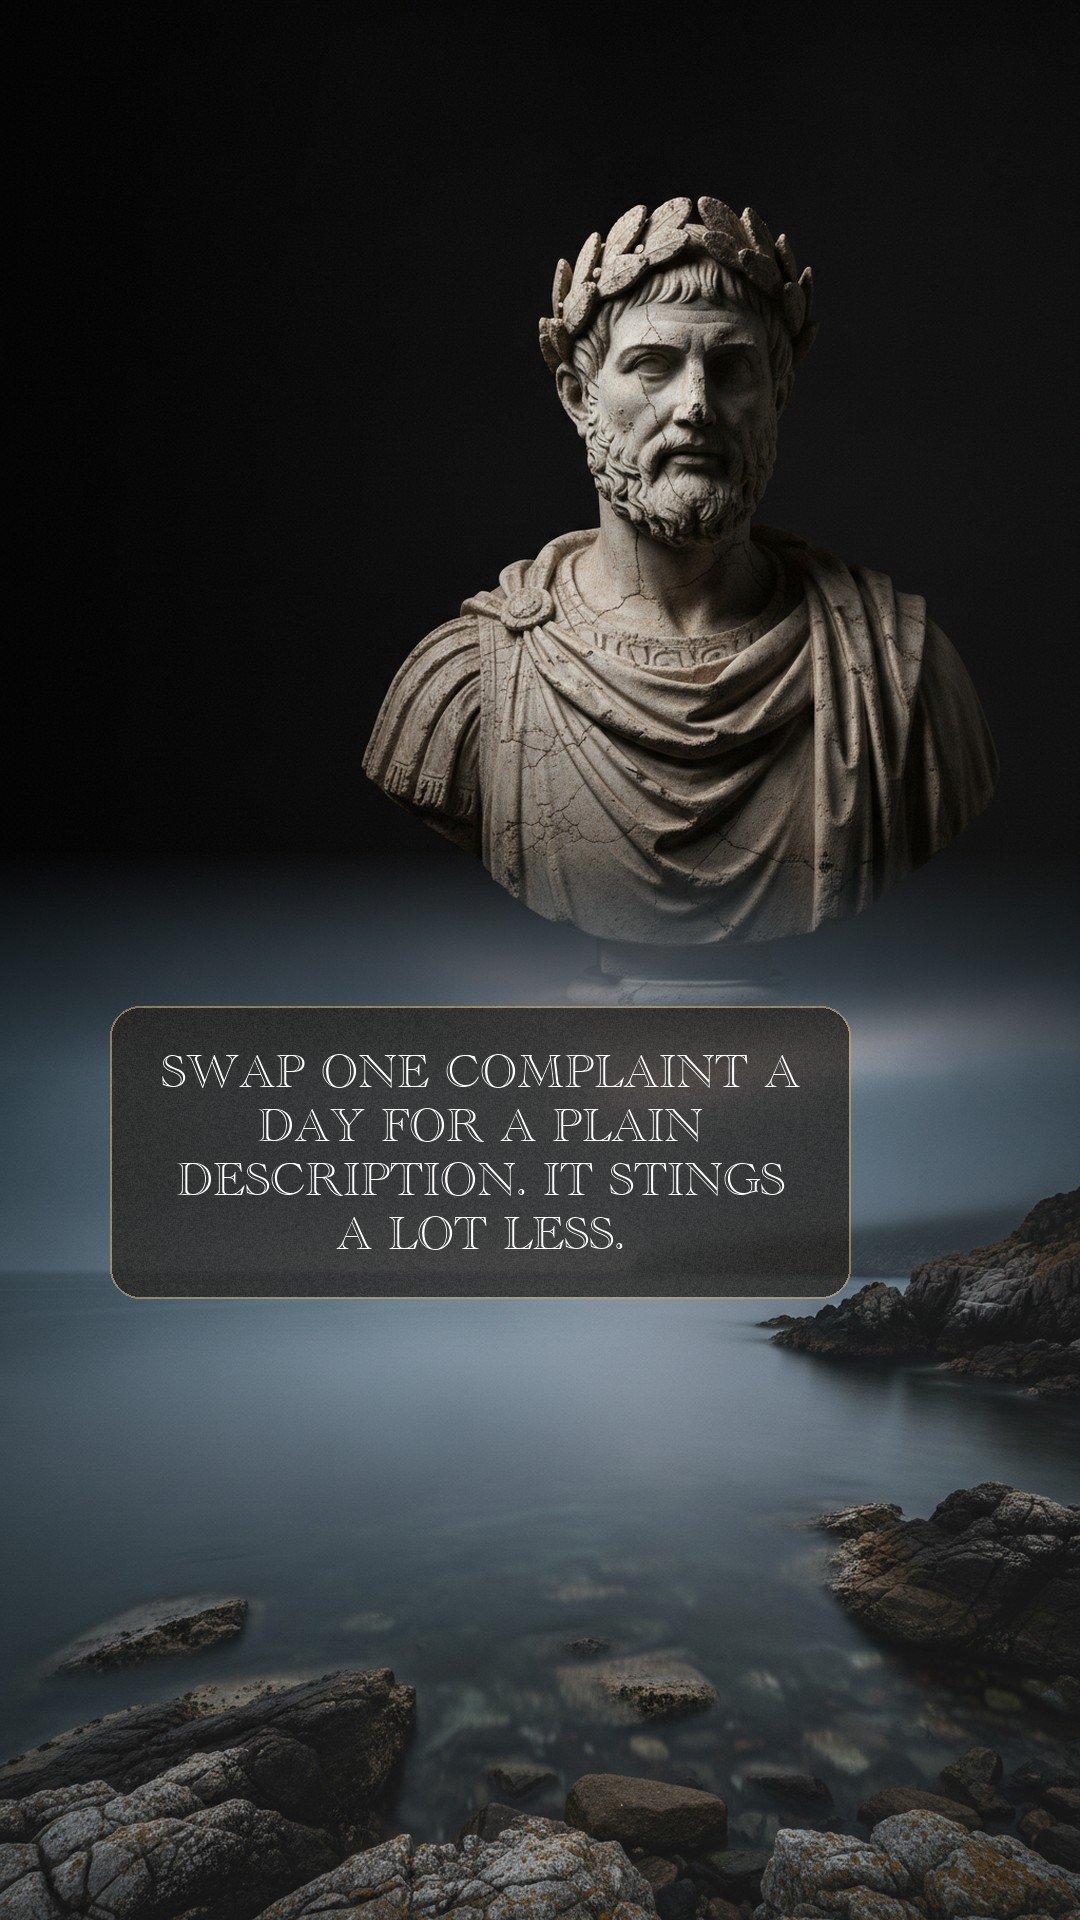 SWAP ONE COMPLAINT A
DAY FOR A PLAIN
DESCRIPTION. IT STINGS
A LOT LESS.